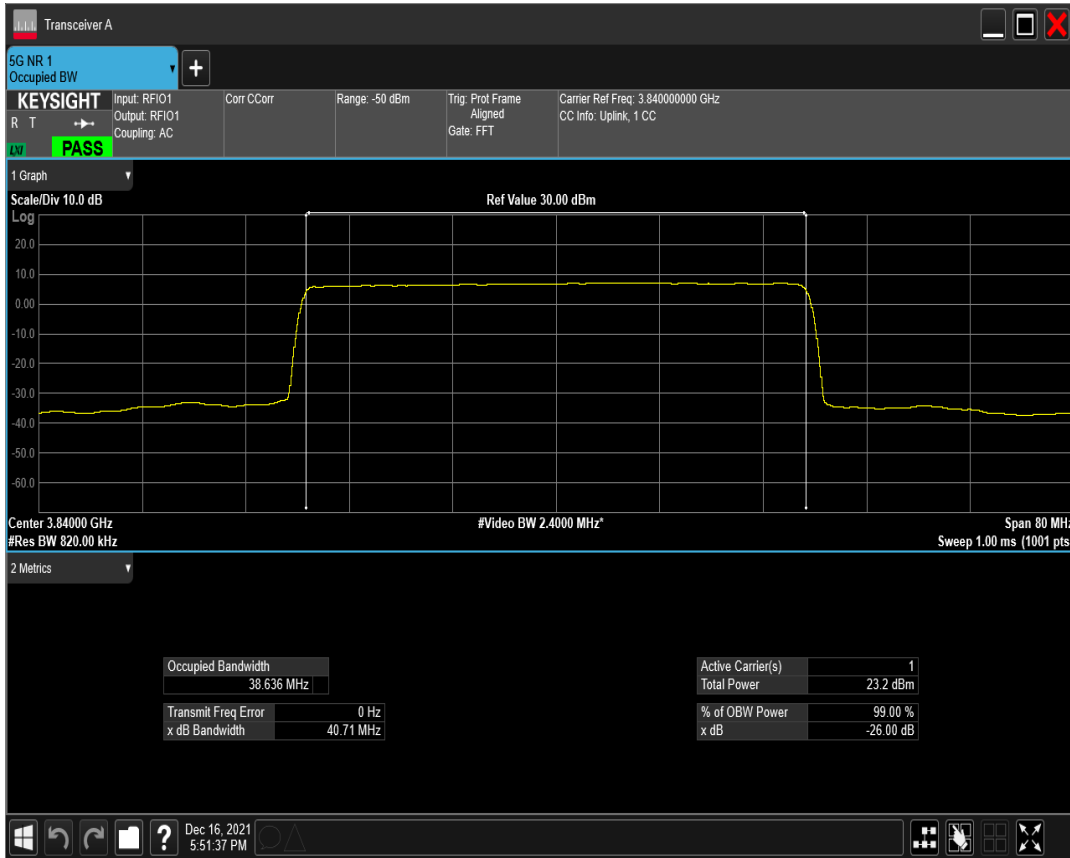 Transceiver A
5G NR 1
Occupied BW
KEYSIGHT
R T
LXI
PASS
Input: RFIO1
Output: RFIO1
Coupling: AC
Corr CCorr
Range: -50 dBm
Trig: Prot Frame
Aligned
Gate: FFT
Carrier Ref Freq: 3.840000000 GHz
CC Info: Uplink, 1 CC
1 Graph
Scale/Div 10.0 dB
Ref Value 30.00 dBm
Log
20.0
10.0
0.00
-10.0
-20.0
-30.0
-40.0
-50.0
-60.0
Center 3.84000 GHz
#Video BW 2.4000 MHz*
Span 80 MHz
#Res BW 820.00 kHz
Sweep 1.00 ms (1001 pts
2 Metrics
Occupied Bandwidth
38.636 MHz
Transmit Freq Error 0 Hz
x dB Bandwidth 40.71 MHz
Active Carrier(s) 1
Total Power 23.2 dBm
% of OBW Power 99.00 %
x dB -26.00 dB
?
Dec 16, 2021
5:51:37 PM